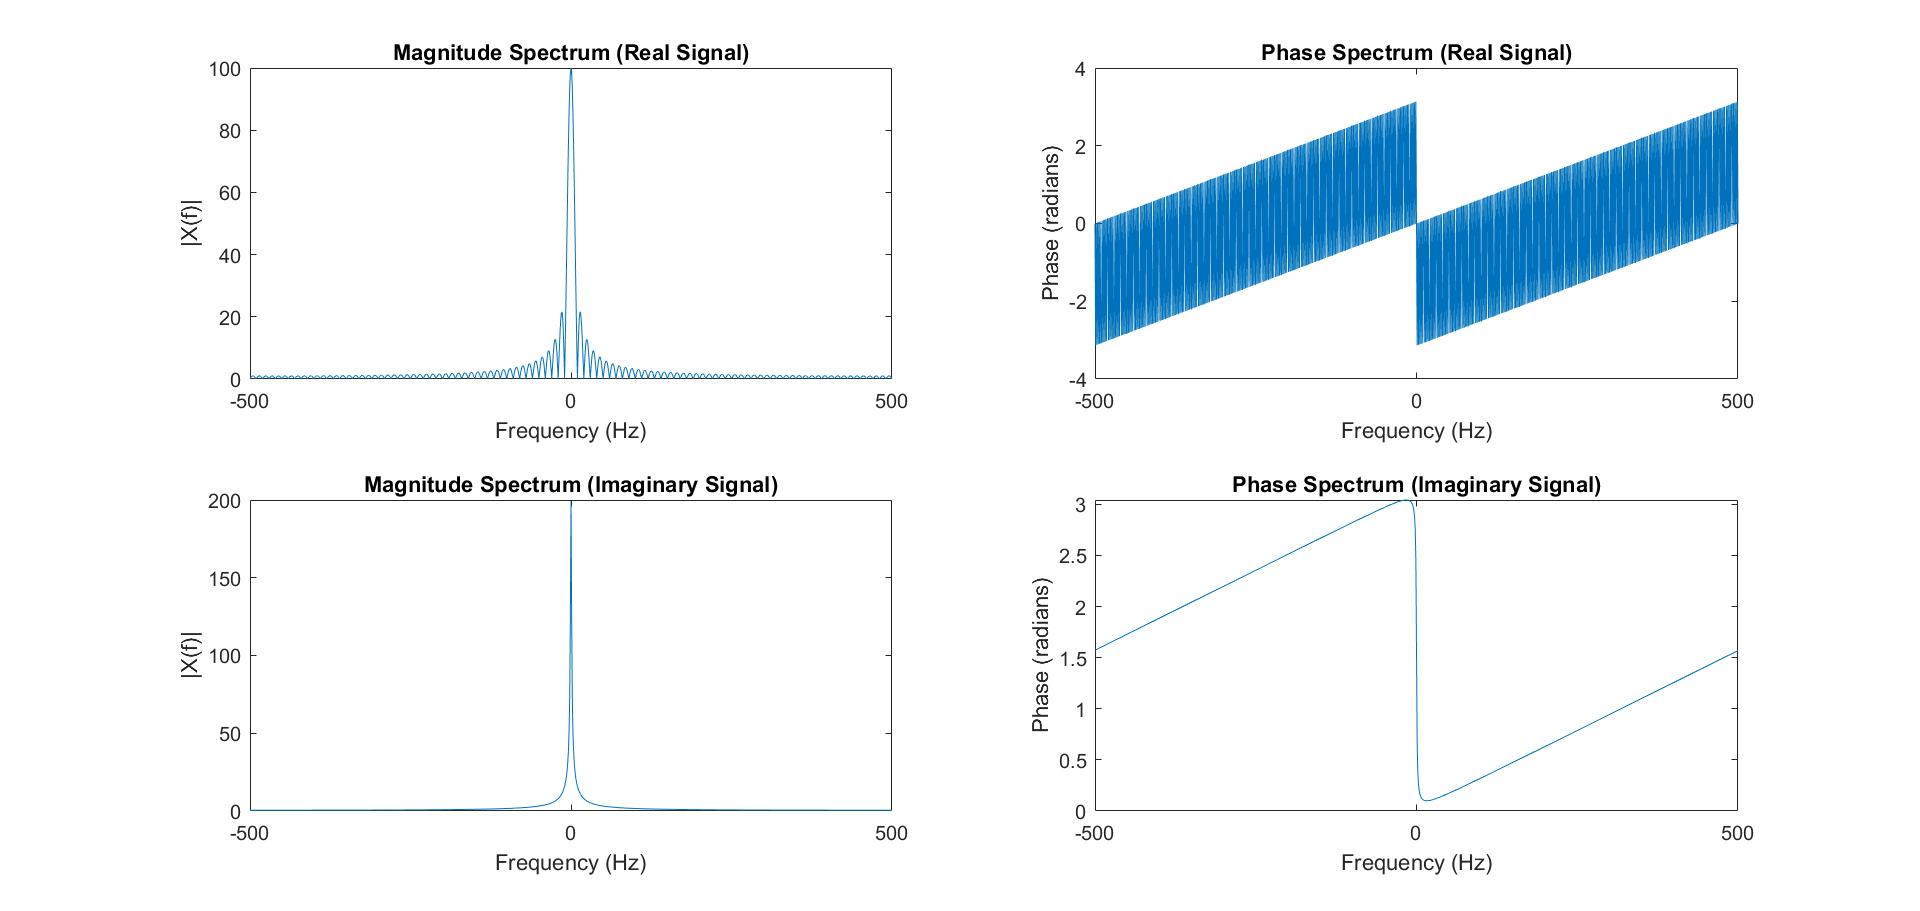 Magnitude Spectrum (Real Signal)
100
80
60
40
20
0
|X(f)|
-500
0
500
Frequency (Hz)
Phase Spectrum (Real Signal)
4
2
0
-2
-4
Phase (radians)
-500
0
500
Frequency (Hz)
Magnitude Spectrum (Imaginary Signal)
200
150
100
50
0
|X(f)|
-500
0
500
Frequency (Hz)
Phase Spectrum (Imaginary Signal)
3
2.5
2
1.5
1
0.5
0
Phase (radians)
-500
0
500
Frequency (Hz)